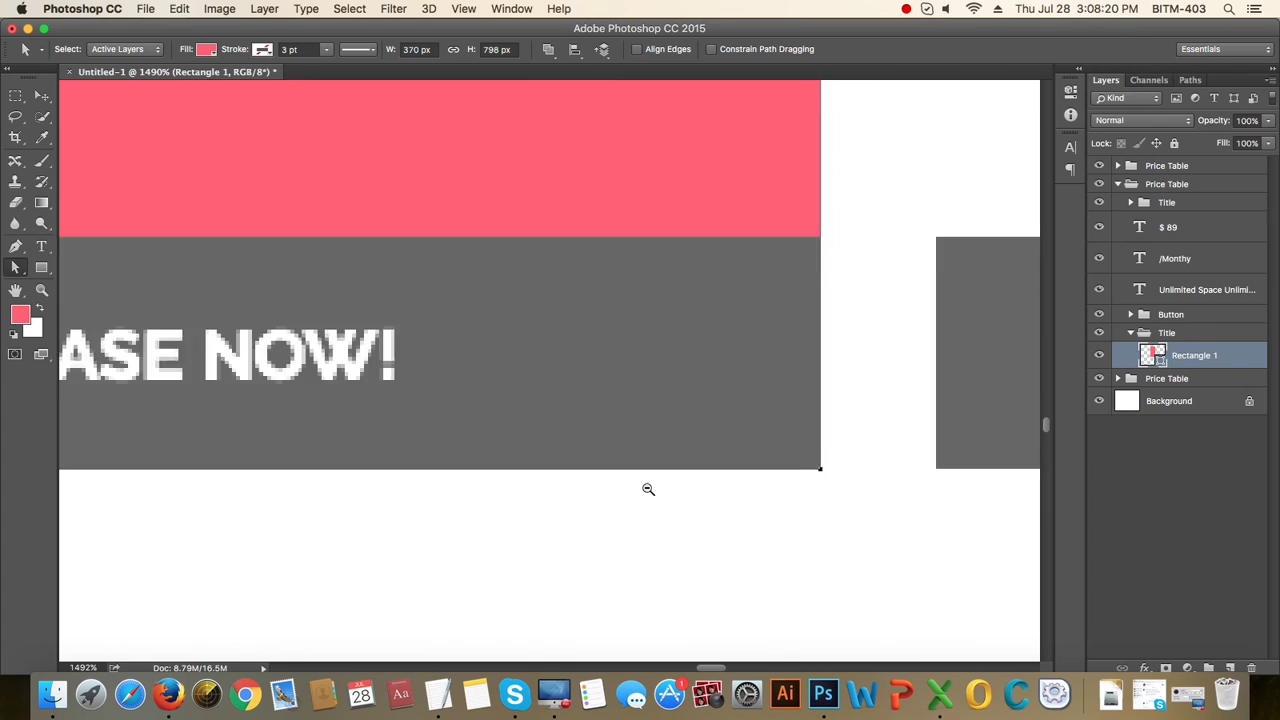 Photoshop CC File Edit Image Layer Type Select Filter 3D View Window Help Thu Jul 28 3:08:20 PM BITM-403
Adobe Photoshop CC 2015
Select: Active Layers Fill: Stroke: 3 pt W: 370 px H: 798 px Align Edges Constrain Path Dragging Essentials
× Untitled-1 @ 1490% (Rectangle 1, RGB/8*) *
Layers Channels Paths
Kind
Normal Opacity: 100%
Lock: Fill: 100%
Price Table
Price Table
Title
$ 89
/Monthy
Unlimited Space Unlimi...
Button
Title
Rectangle 1
Price Table
Background
ASE NOW!
1492% Doc: 8.79M/16.5M